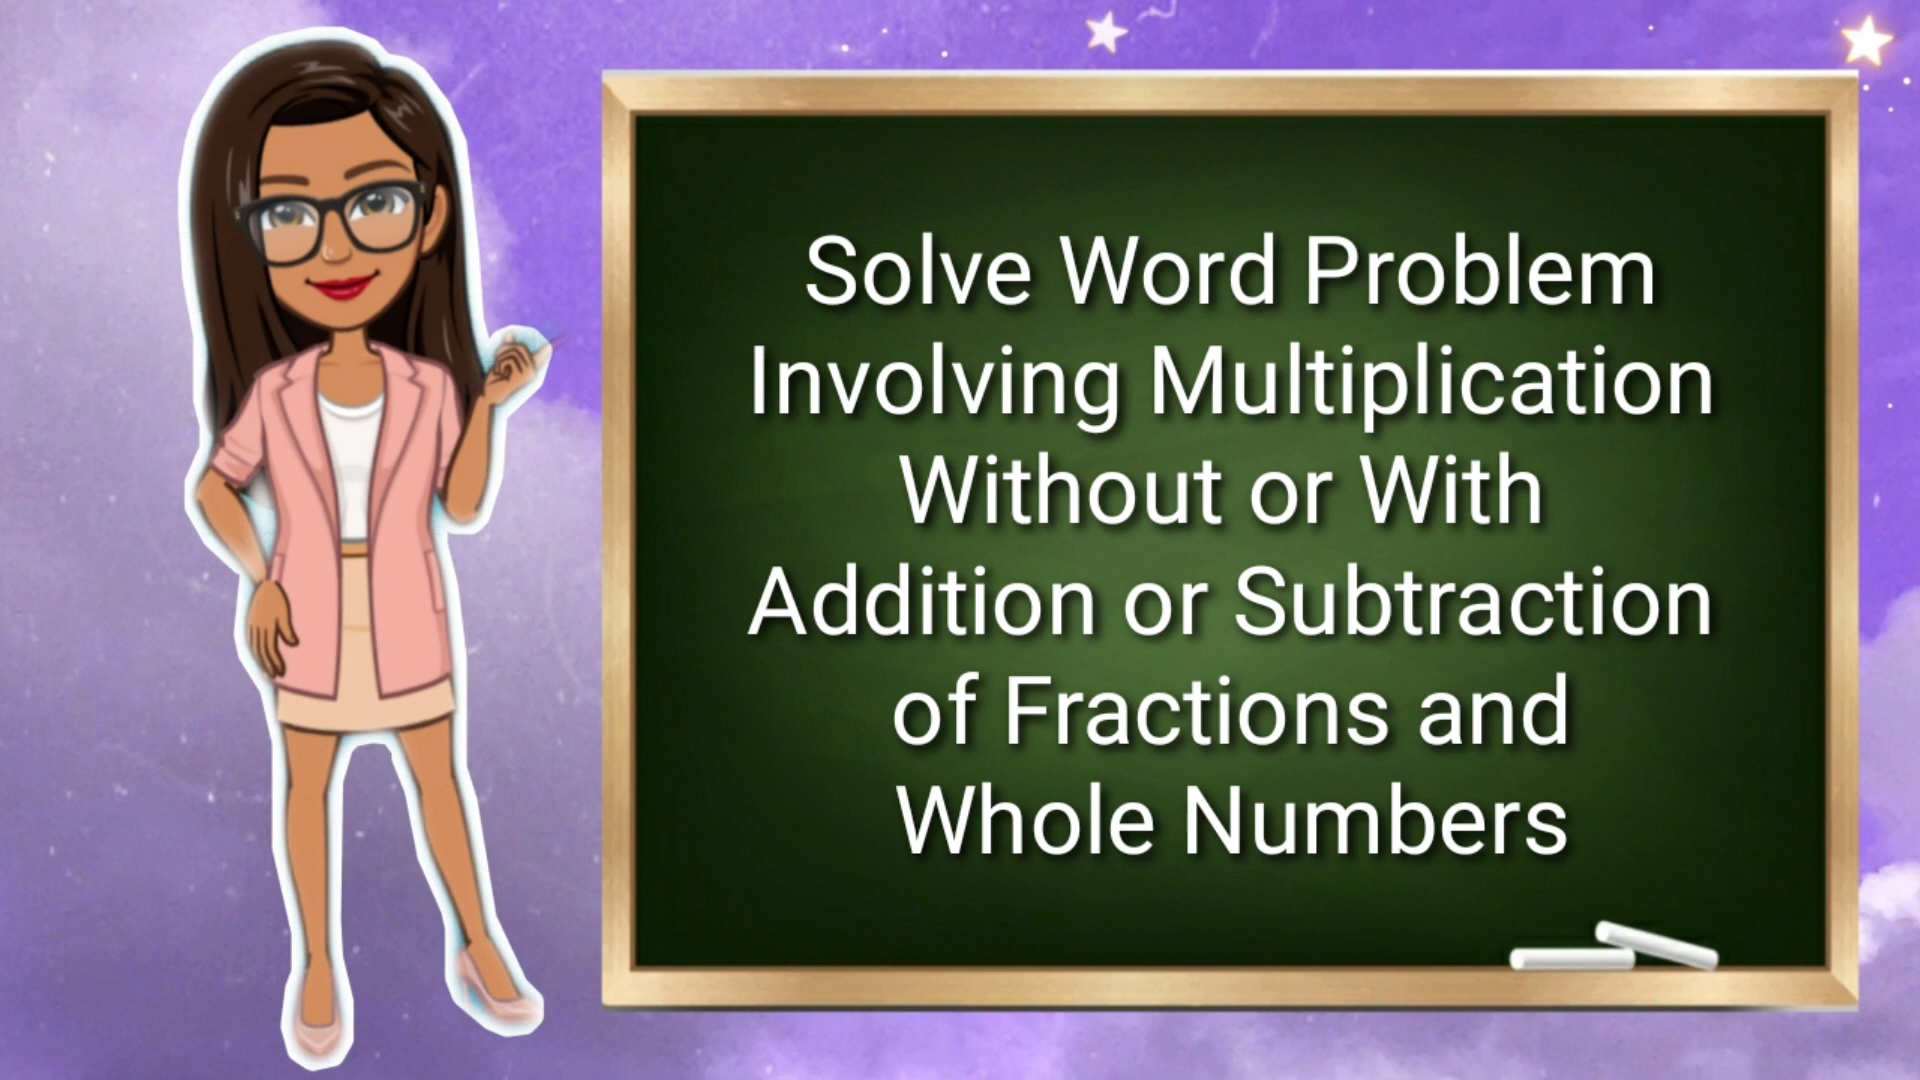 Solve Word Problem
Involving Multiplication
Without or With
Addition or Subtraction
of Fractions and
Whole Numbers